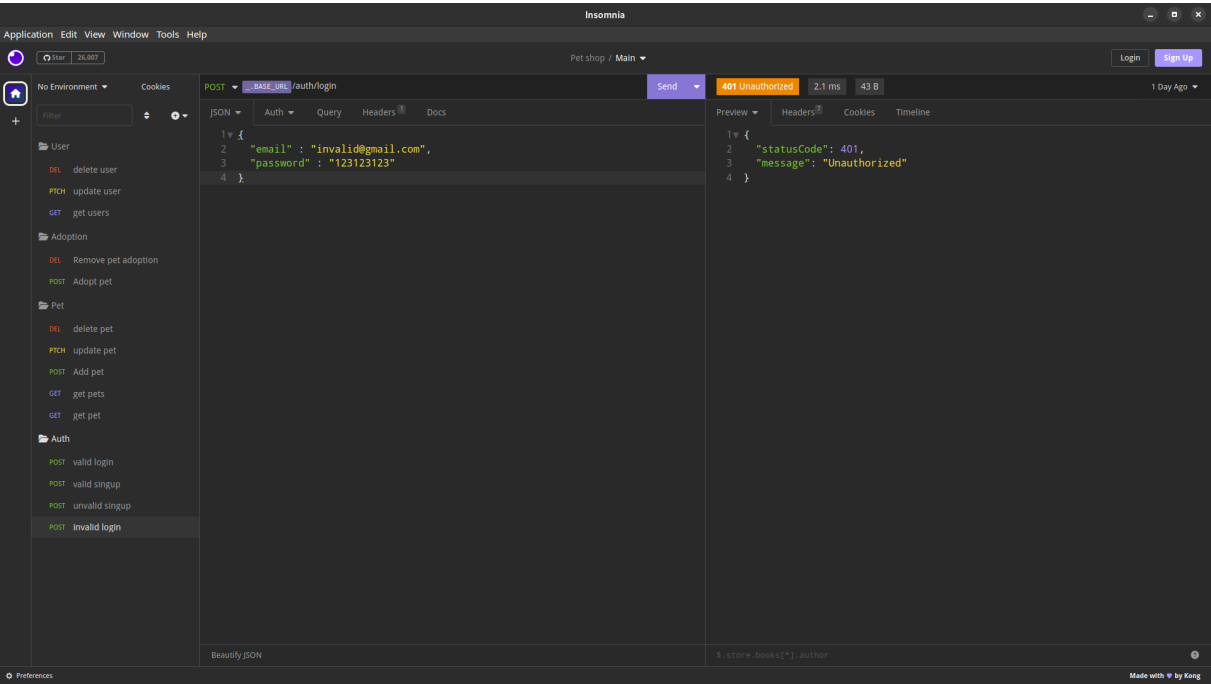 Insomnia
Application Edit View Window Tools Help
Star 26,007
Pet shop / Main
Login Sign Up
No Environment Cookies
Filter
User
DEL delete user
PTCH update user
GET get users
Adoption
DEL Remove pet adoption
POST Adopt pet
Pet
DEL delete pet
PTCH update pet
POST Add pet
GET get pets
GET get pet
Auth
POST valid login
POST valid singup
POST unvalid singup
POST invalid login
POST _.BASE_URL /auth/login Send
JSON Auth Query Headers 1 Docs
1 {
2 "email" : "invalid@gmail.com",
3 "password" : "123123123"
4 }
Beautify JSON
401 Unauthorized 2.1 ms 43 B 1 Day Ago
Preview Headers 7 Cookies Timeline
1 {
2 "statusCode": 401,
3 "message": "Unauthorized"
4 }
$.store.books[*].author
Preferences
Made with ♥ by Kong